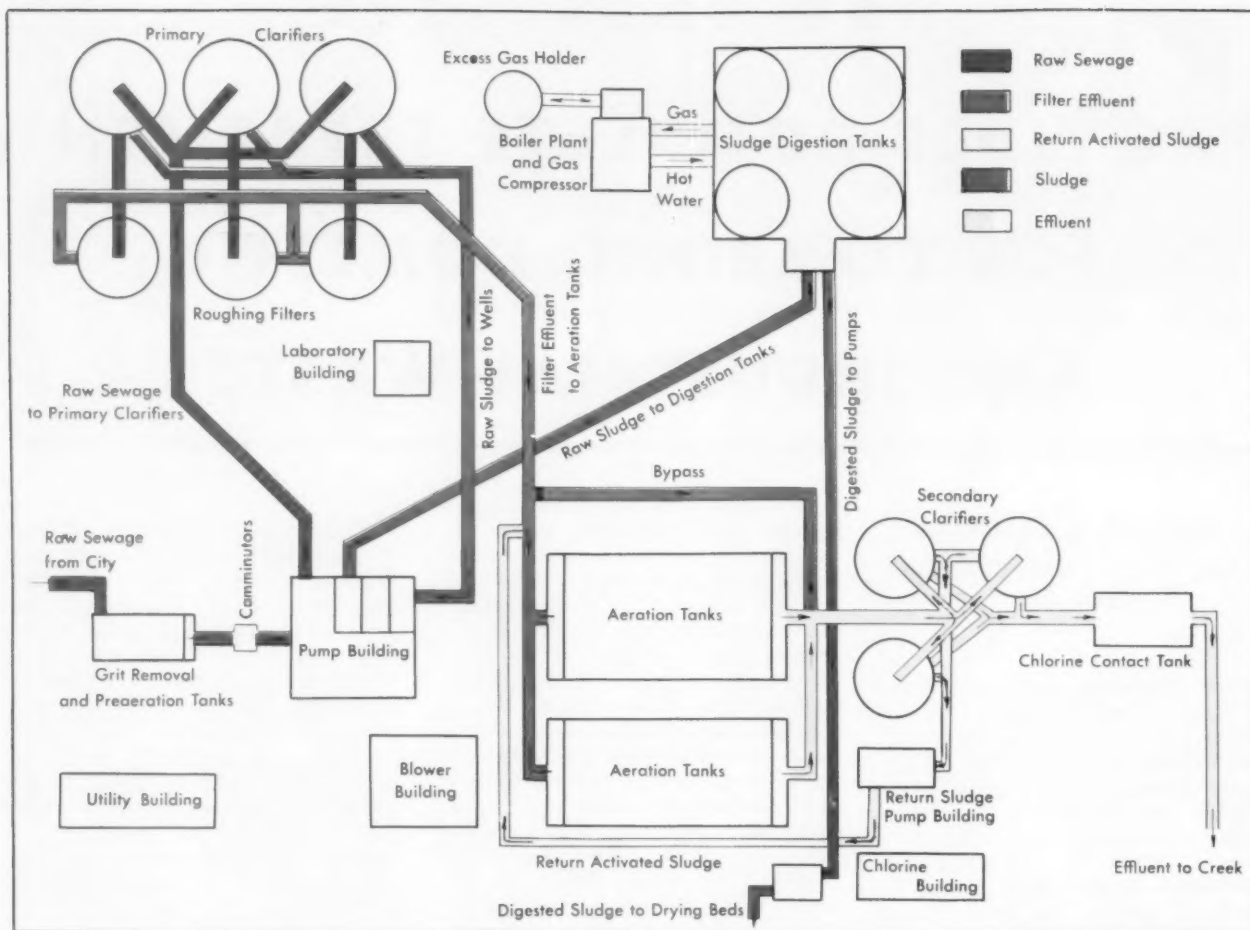 Primary Clarifiers
Excess Gas Holder
Gas
Boiler Plant
and Gas
Compressor
Hot
Water
Sludge Digestion Tanks
Raw Sewage
Filter Effluent
Return Activated Sludge
Sludge
Effluent
Roughing Filters
Laboratory
Building
Raw Sewage
to Primary Clarifiers
Raw Sludge to Wells
Filter Effluent
to Aeration Tanks
Raw Sludge to Digestion Tanks
Digested Sludge to Pumps
Bypass
Secondary
Clarifiers
Raw Sewage
from City
Camminutors
Pump Building
Grit Removal
and Preaeration Tanks
Aeration Tanks
Chlorine Contact Tank
Utility Building
Blower
Building
Aeration Tanks
Return Sludge
Pump Building
Return Activated Sludge
Chlorine
Building
Effluent to Creek
Digested Sludge to Drying Beds